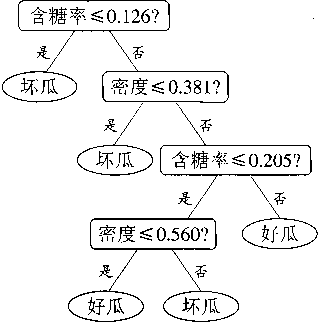 含糖率≤0.126?
是 否
坏瓜 密度≤0.381?
是 否
坏瓜 含糖率≤0.205?
是 否
密度≤0.560? 好瓜
是 否
好瓜 坏瓜